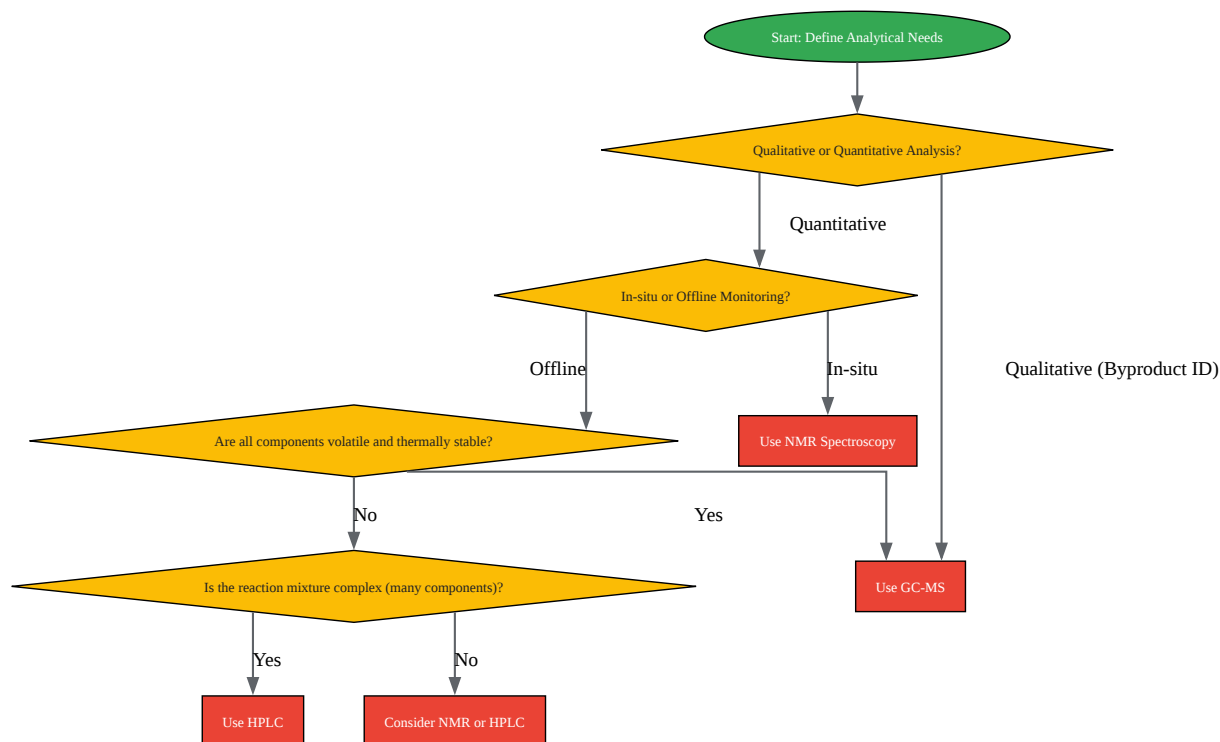 Start: Define Analytical Needs
Qualitative or Quantitative Analysis?
Quantitative
In-situ or Offline Monitoring?
Offline
In-situ
Qualitative (Byproduct ID)
Are all components volatile and thermally stable?
Use NMR Spectroscopy
No
Yes
Is the reaction mixture complex (many components)?
Use GC-MS
Yes
No
Use HPLC
Consider NMR or HPLC